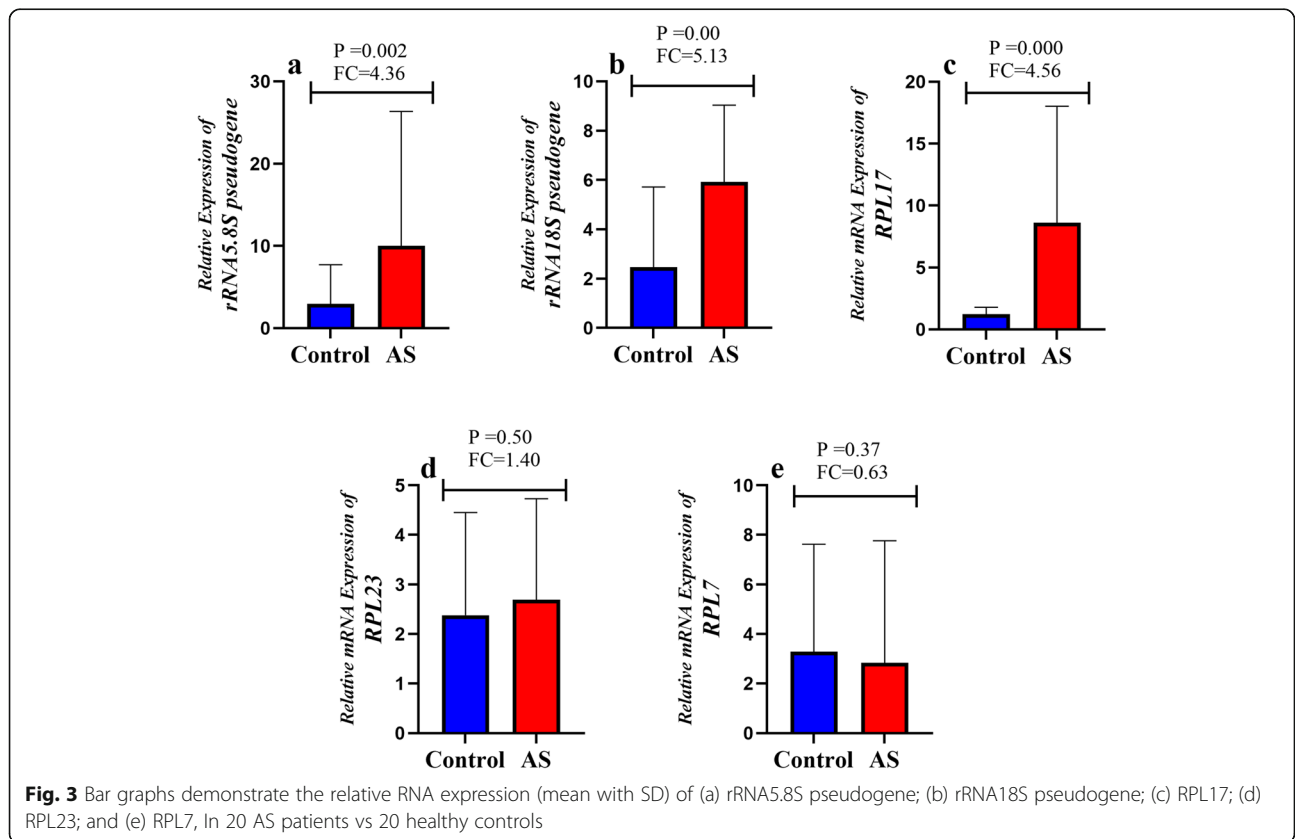 P =0.002
FC=4.36
a
Relative Expression of
rRNA5.8S pseudogene
30
20
10
0
Control AS
P =0.00
FC=5.13
b
Relative Expression of
rRNA18S pseudogene
10
8
6
4
2
0
Control AS
P =0.000
FC=4.56
c
Relative mRNA Expression of
RPL17
20
15
10
5
0
Control AS
P =0.50
FC=1.40
d
Relative mRNA Expression of
RPL23
5
4
3
2
1
0
Control AS
P =0.37
FC=0.63
e
Relative mRNA Expression of
RPL7
10
8
6
4
2
0
Control AS
Fig. 3 Bar graphs demonstrate the relative RNA expression (mean with SD) of (a) rRNA5.8S pseudogene; (b) rRNA18S pseudogene; (c) RPL17; (d)
RPL23; and (e) RPL7, In 20 AS patients vs 20 healthy controls